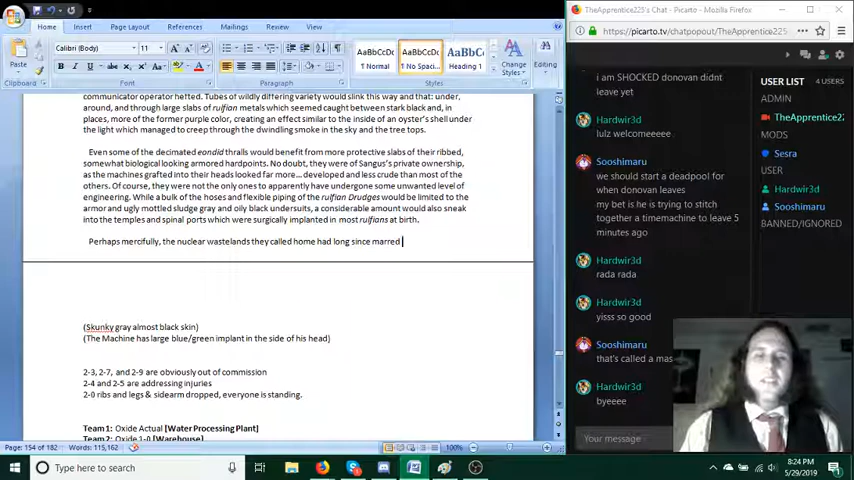 TheApprentice225's Chat - Picarto - Mozilla Firefox
Home Insert Page Layout References Mailings Review View
https://picarto.tv/chatpopout/TheApprentice225
Calibri (Body) 11
Paste
AaBbCcDc AaBbCcDc AaBbCc
1 Normal 1 No Spaci... Heading 1
Change Styles
Editing
Clipboard Font Paragraph Styles
communicator operator hefted. Tubes of wildly differing variety would slink this way and that: under,
around, and through large slabs of rulfian metals which seemed caught between stark black and, in
places, more of the former purple color, creating an effect similar to the inside of an oyster's shell under
the light which managed to creep through the dwindling smoke in the sky and the tree tops.
Even some of the decimated eondid thralls would benefit from more protective slabs of their ribbed,
somewhat biological looking armored hardpoints. No doubt, they were of Sangus's private ownership,
as the machines grafted into their heads looked far more... developed and less crude than most of the
others. Of course, they were not the only ones to apparently have undergone some unwanted level of
engineering. While a bulk of the hoses and flexible piping of the rulfian Drudges would be limited to the
armor and ugly mottled sludge gray and oily black undersuits, a considerable amount would also sneak
into the temples and spinal ports which were surgically implanted in most rulfians at birth.
Perhaps mercifully, the nuclear wastelands they called home had long since marred
(Skunky gray almost black skin)
(The Machine has large blue/green implant in the side of his head)
2-3, 2-7, and 2-9 are obviously out of commission
2-4 and 2-5 are addressing injuries
2-0 ribs and legs & sidearm dropped, everyone is standing.
Team 1: Oxide Actual [Water Processing Plant]
Team 2: Oxide 1-0 [Warehouse]
Page: 154 of 182 Words: 115,162 100%
i am SHOCKED donovan didnt
leave yet
Hardwir3d
lulz welcomeeeee
Sooshimaru
we should start a deadpool for
when donovan leaves
my bet is he is trying to stitch
together a timemachine to leave 5
minutes ago
Hardwir3d
rada rada
Hardwir3d
yisss so good
Sooshimaru
that's called a mas
Hardwir3d
byeeee
Your message
USER LIST 4 USERS
ADMIN
TheApprentice
MODS
Sesra
USER
Hardwir3d
Sooshimaru
BANNED/IGNORED
Type here to search
8:24 PM
5/29/2019